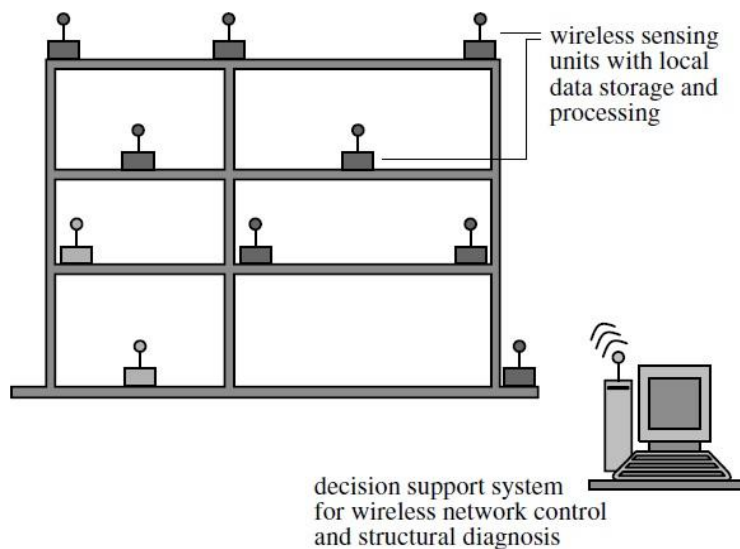 wireless sensing
units with local
data storage and
processing
decision support system
for wireless network control
and structural diagnosis